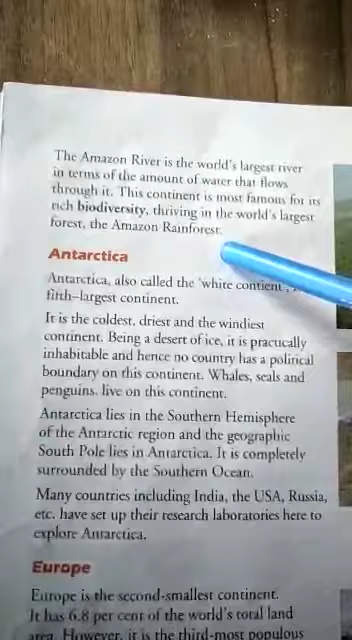 The Amazon River is the world's largest river
in terms of the amount of water that flows
through it. This continent is most famous for its
rich biodiversity, thriving in the world's largest
forest, the Amazon Rainforest.
Antarctica
Antarctica, also called the 'white contient',
fifth-largest continent.
It is the coldest, driest and the windiest
continent. Being a desert of ice, it is practually
inhabitable and hence no country has a political
boundary on this continent. Whales, seals and
penguins, live on this continent.
Antarctica lies in the Southern Hemisphere
of the Antarctic region and the geographic
South Pole lies in Antarctica. It is completely
surrounded by the Southern Ocean.
Many countries including India, the USA, Russia,
etc. have set up their research laboratories here to
explore Antarctica.
Europe
Europe is the second-smallest continent.
It has 6.8 per cent of the world's total land
area. However, it is the third-most populous